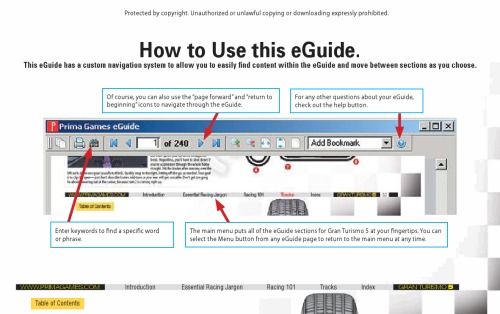 Protected by copyright. Unauthorized or unlawful copying or downloading expressly prohibited.
How to Use this eGuide.
This eGuide has a custom navigation system to allow you to easily find content within the eGuide and move between sections as you choose.
Of course, you can also use the “page forward” and “return to
beginning” icons to navigate through the eGuide.
For any other questions about your eGuide,
check out the help button.
Prima Games eGuide
1 of 240
Add Bookmark
WWW.PRIMAGAMES.COM Introduction Essential Racing Jargon Racing 101 Tracks Index GRAN TURISMO 5
Table of Contents
Enter keywords to find a specific word
or phrase.
The main menu puts all of the eGuide sections for Gran Turismo 5 at your fingertips. You can
select the Menu button from any eGuide page to return to the main menu at any time.
WWW.PRIMAGAMES.COM Introduction Essential Racing Jargon Racing 101 Tracks Index GRAN TURISMO 5
Table of Contents